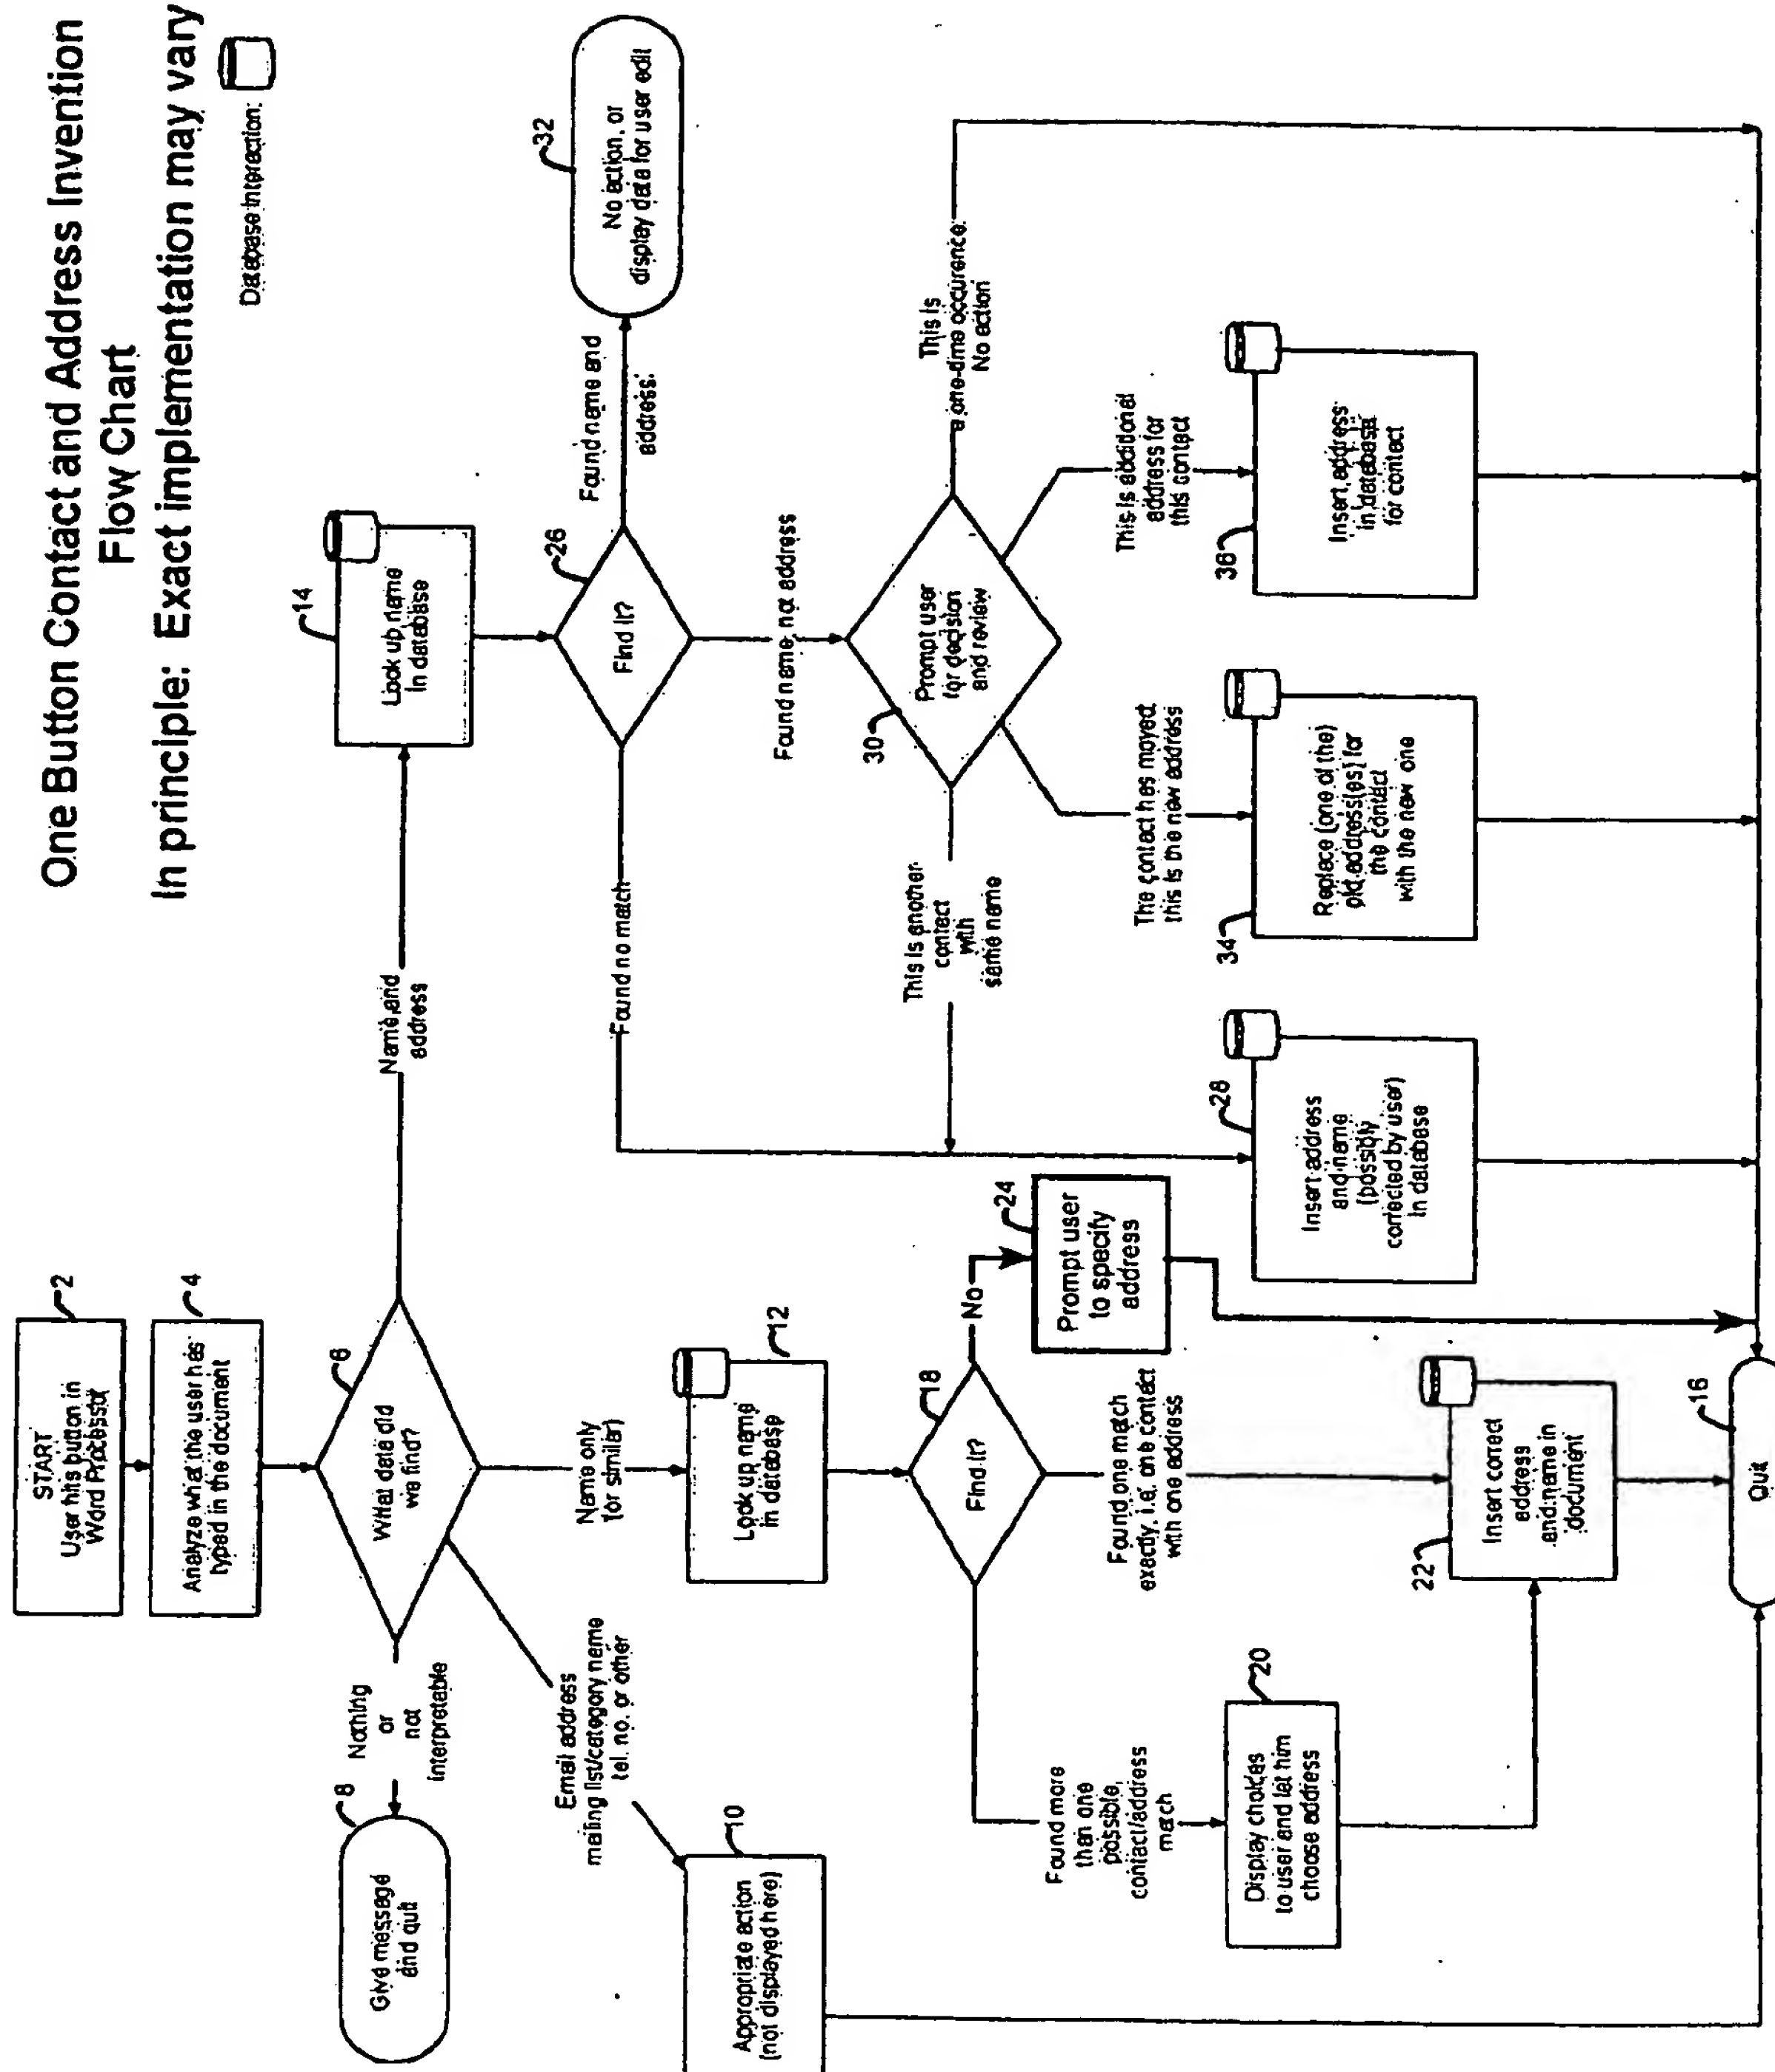 One Button Contact and Address Invention
Flow Chart
In principle: Exact implementation may vary
Database interaction:
START
User hits button in
Word Processor
2
Analyze what the user has
typed in the document
4
What data did
we find?
6
Nothing
or
not
interpretable
8
Give message
and quit
Email address
mailing list/category name
tel. no. or other
10
Appropriate action
(not displayed here)
Name only
(or similar)
12
Look up name
in database
Name and
address
14
Look up name
in database
18
Find it?
No
24
Prompt user
to specify
address
Found one match
exactly, i.e. one contact
with one address
Found more
than one
possible,
contact/address
mach
20
Display choices
to user and let him
choose address
22
Insert correct
address
and name in
document
16
Quit
26
Find it?
Found name and
address:
32
No action, or
display data for user edit
Found no match
Found name, not address
30
Prompt user
for decision
and review
This is another
contact
with
same name
The contact has moved
this is the new address
This is additional
address for
this contact
This is
a one-time occurence.
No action
28
Insert address
and name
(possibly
corrected by user)
in database
34
Replace (one of the)
old address(es) for
the contact
with the new one
36
Insert address
in database
for contact